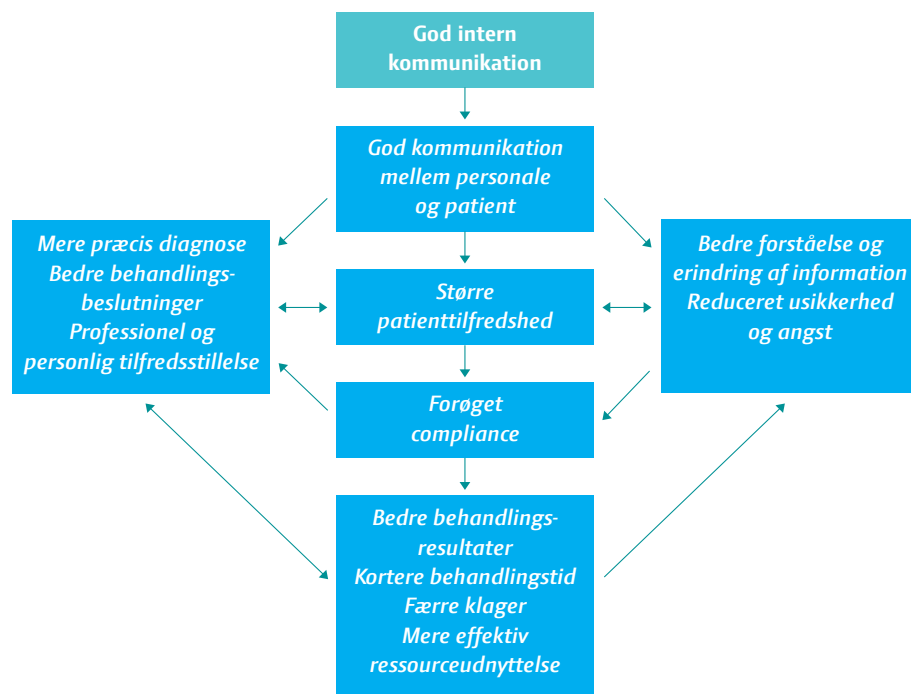 God intern
kommunikation
God kommunikation
mellem personale
og patient
Mere præcis diagnose
Bedre behandlings-
beslutninger
Professionel og
personlig tilfredsstillelse
Større
patienttilfredshed
Bedre forståelse og
erindring af information
Reduceret usikkerhed
og angst
Forøget
compliance
Bedre behandlings-
resultater
Kortere behandlingstid
Færre klager
Mere effektiv
ressourceudnyttelse